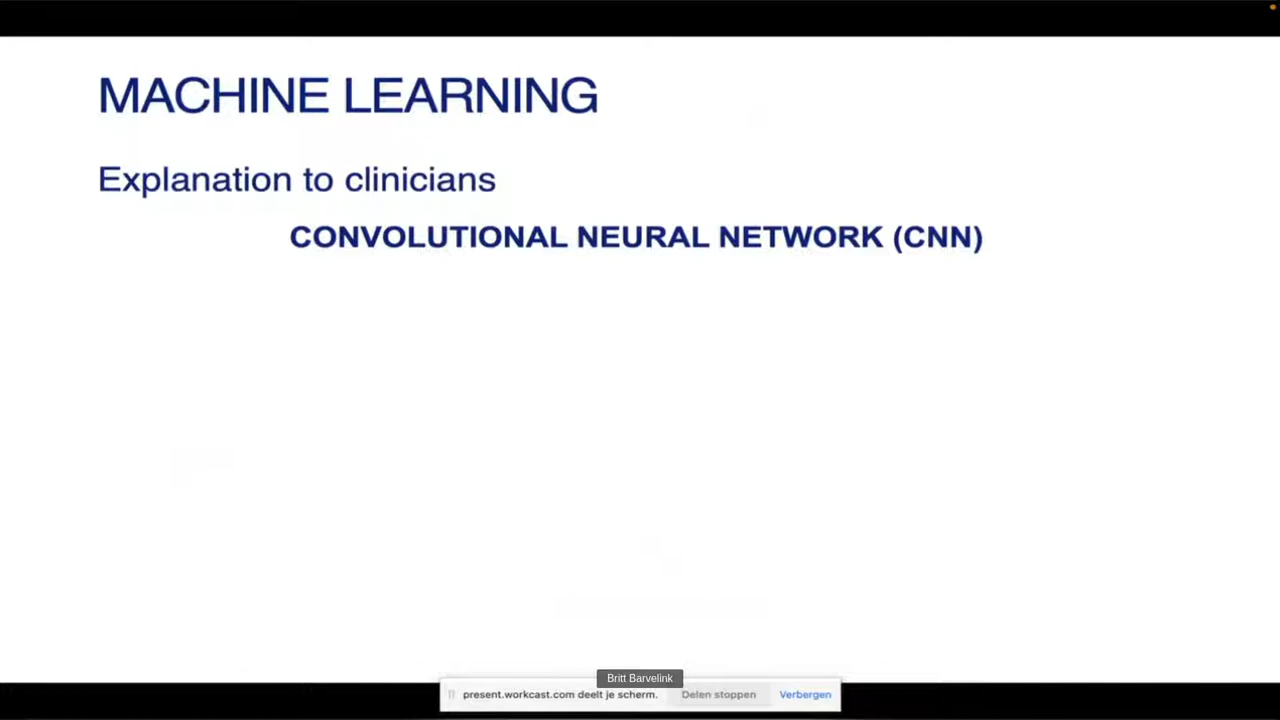 MACHINE LEARNING
Explanation to clinicians
CONVOLUTIONAL NEURAL NETWORK (CNN)
Britt Barvelink
present.workcast.com deelt je scherm. Delen stoppen Verbergen